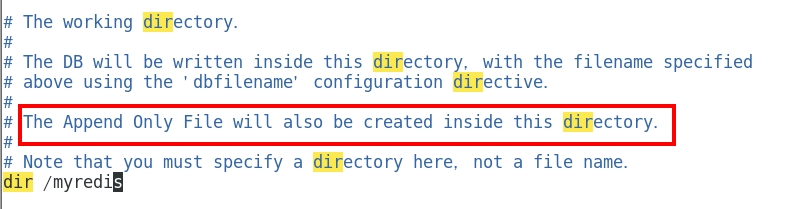 # The working directory.
#
# The DB will be written inside this directory, with the filename specified
# above using the 'dbfilename' configuration directive.
#
# The Append Only File will also be created inside this directory.
#
# Note that you must specify a directory here, not a file name.
dir /myredis